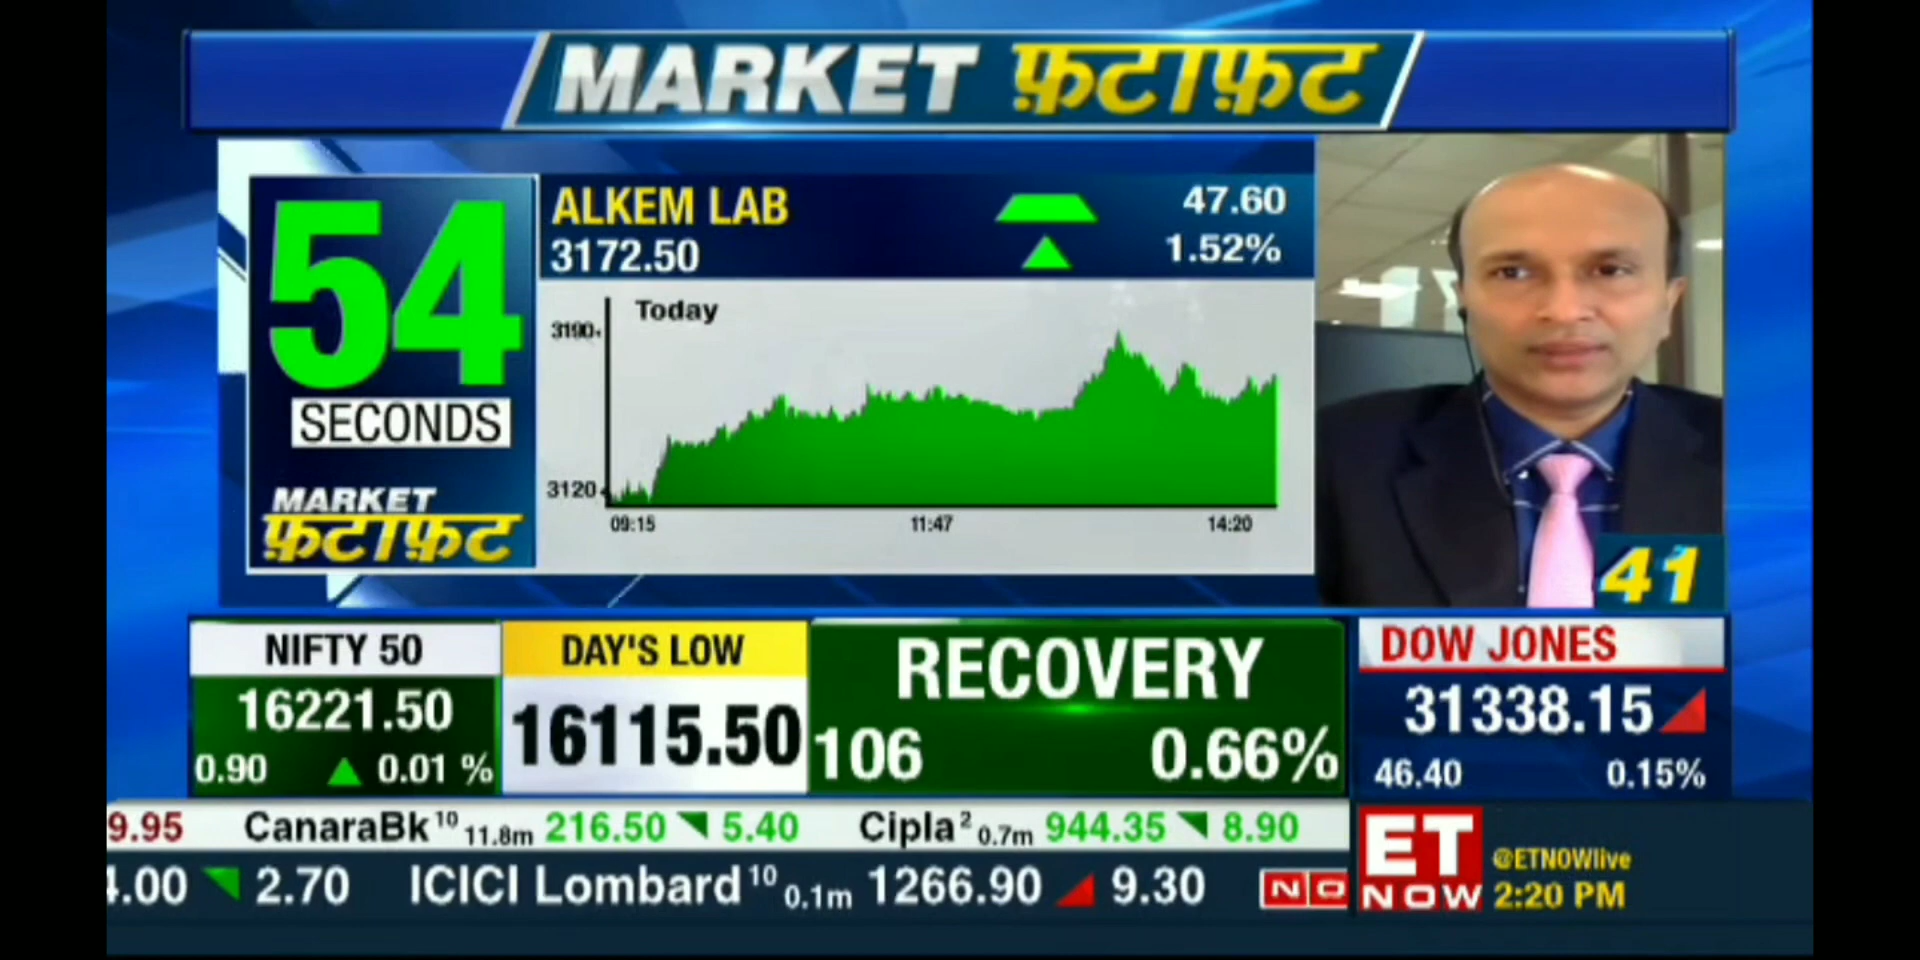 MARKET फ़टाफ़ट
54
SECONDS
MARKET
फ़टाफ़ट
ALKEM LAB 47.60
3172.50 1.52%
Today
3190
3120
09:15 11:47 14:20
41
NIFTY 50
16221.50
0.90 0.01 %
DAY'S LOW
16115.50
RECOVERY
106 0.66%
DOW JONES
31338.15
46.40 0.15%
9.95 CanaraBk 10 11.8m 216.50 5.40 Cipla 2 0.7m 944.35 8.90
.00 2.70 ICICI Lombard 10 0.1m 1266.90 9.30 NO
ET
NOW
@ETNOWlive
2:20 PM